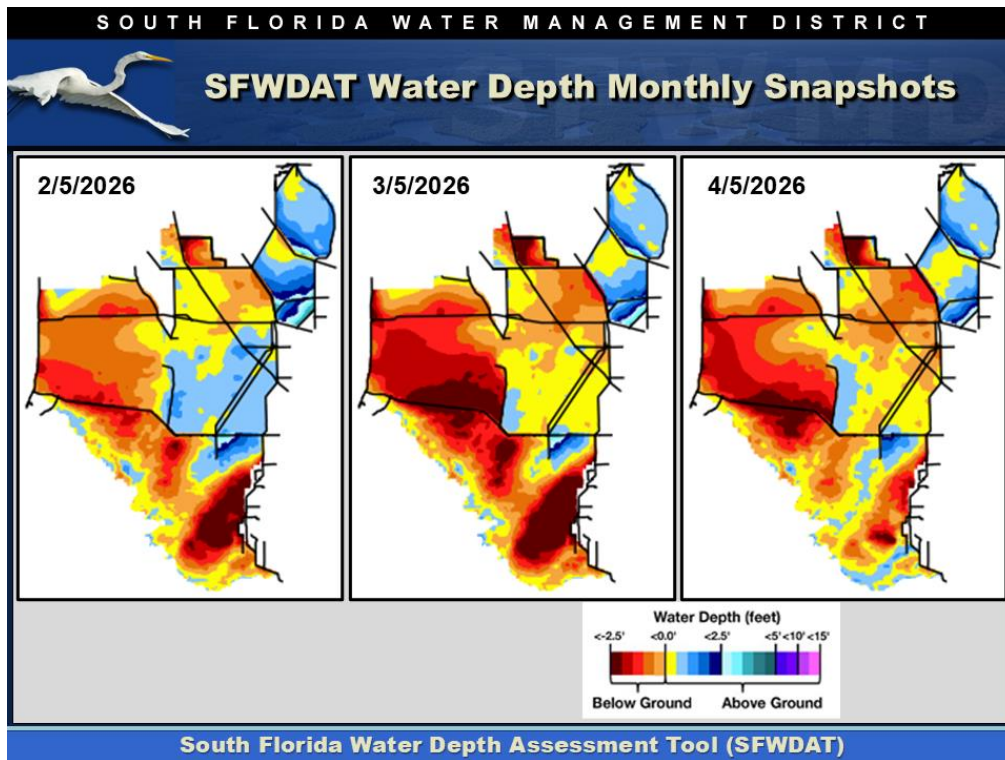 SOUTH FLORIDA WATER MANAGEMENT DISTRICT
SFWDAT Water Depth Monthly Snapshots
SFWMD
2/5/2026
3/5/2026
4/5/2026
Water Depth (feet)
<-2.5' <0.0' <2.5' <5' <10' <15'
Below Ground Above Ground
South Florida Water Depth Assessment Tool (SFWDAT)